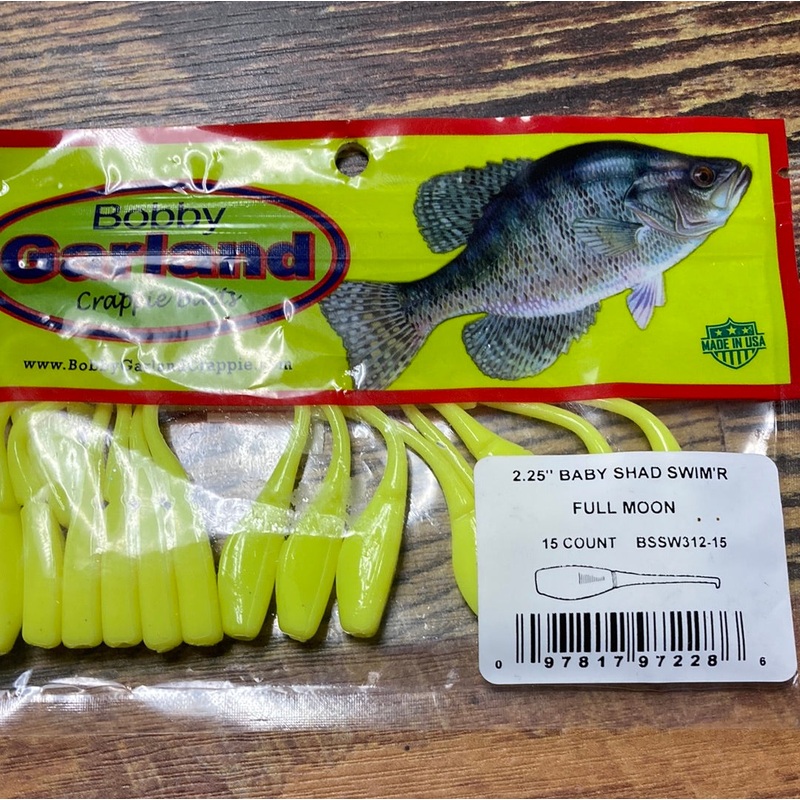 Bobby
Garland
Crappie Baits
www.BobbyGarlandCrappie.com
MADE IN USA
2.25" BABY SHAD SWIM'R
FULL MOON
15 COUNT BSSW312-15
0 97817 97228 6